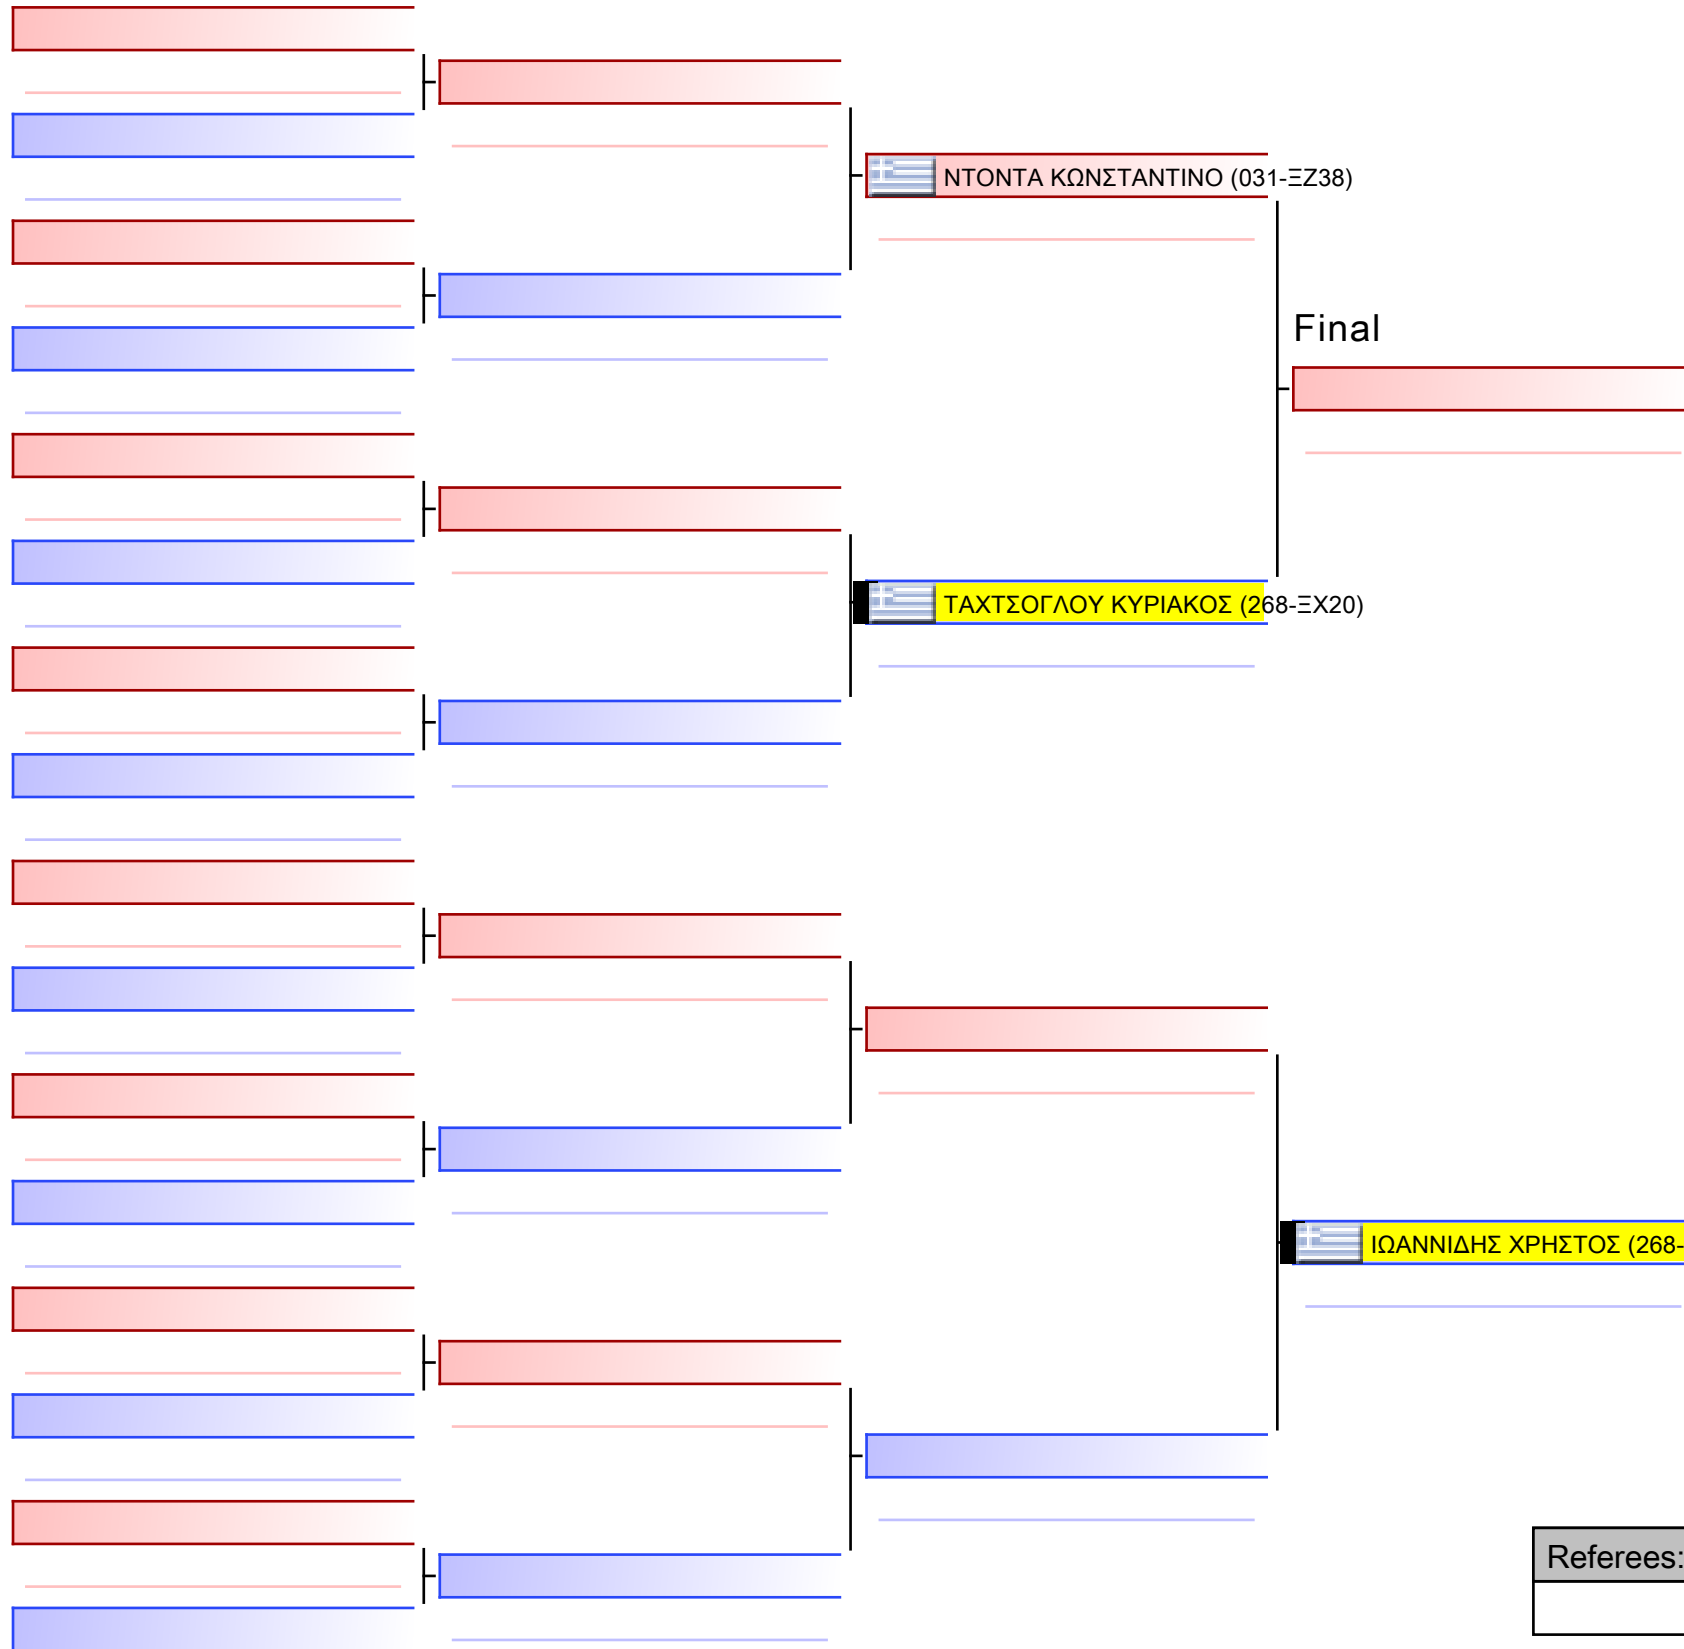 ΝΤΟΝΤΑ ΚΩΝΣΤΑΝΤΙΝΟ (031-ΞΖ38)
Final
ΤΑΧΤΣΟΓΛΟΥ ΚΥΡΙΑΚΟΣ (268-ΞΧ20)
ΙΩΑΝΝΙΔΗΣ ΧΡΗΣΤΟΣ (268-
Referees: